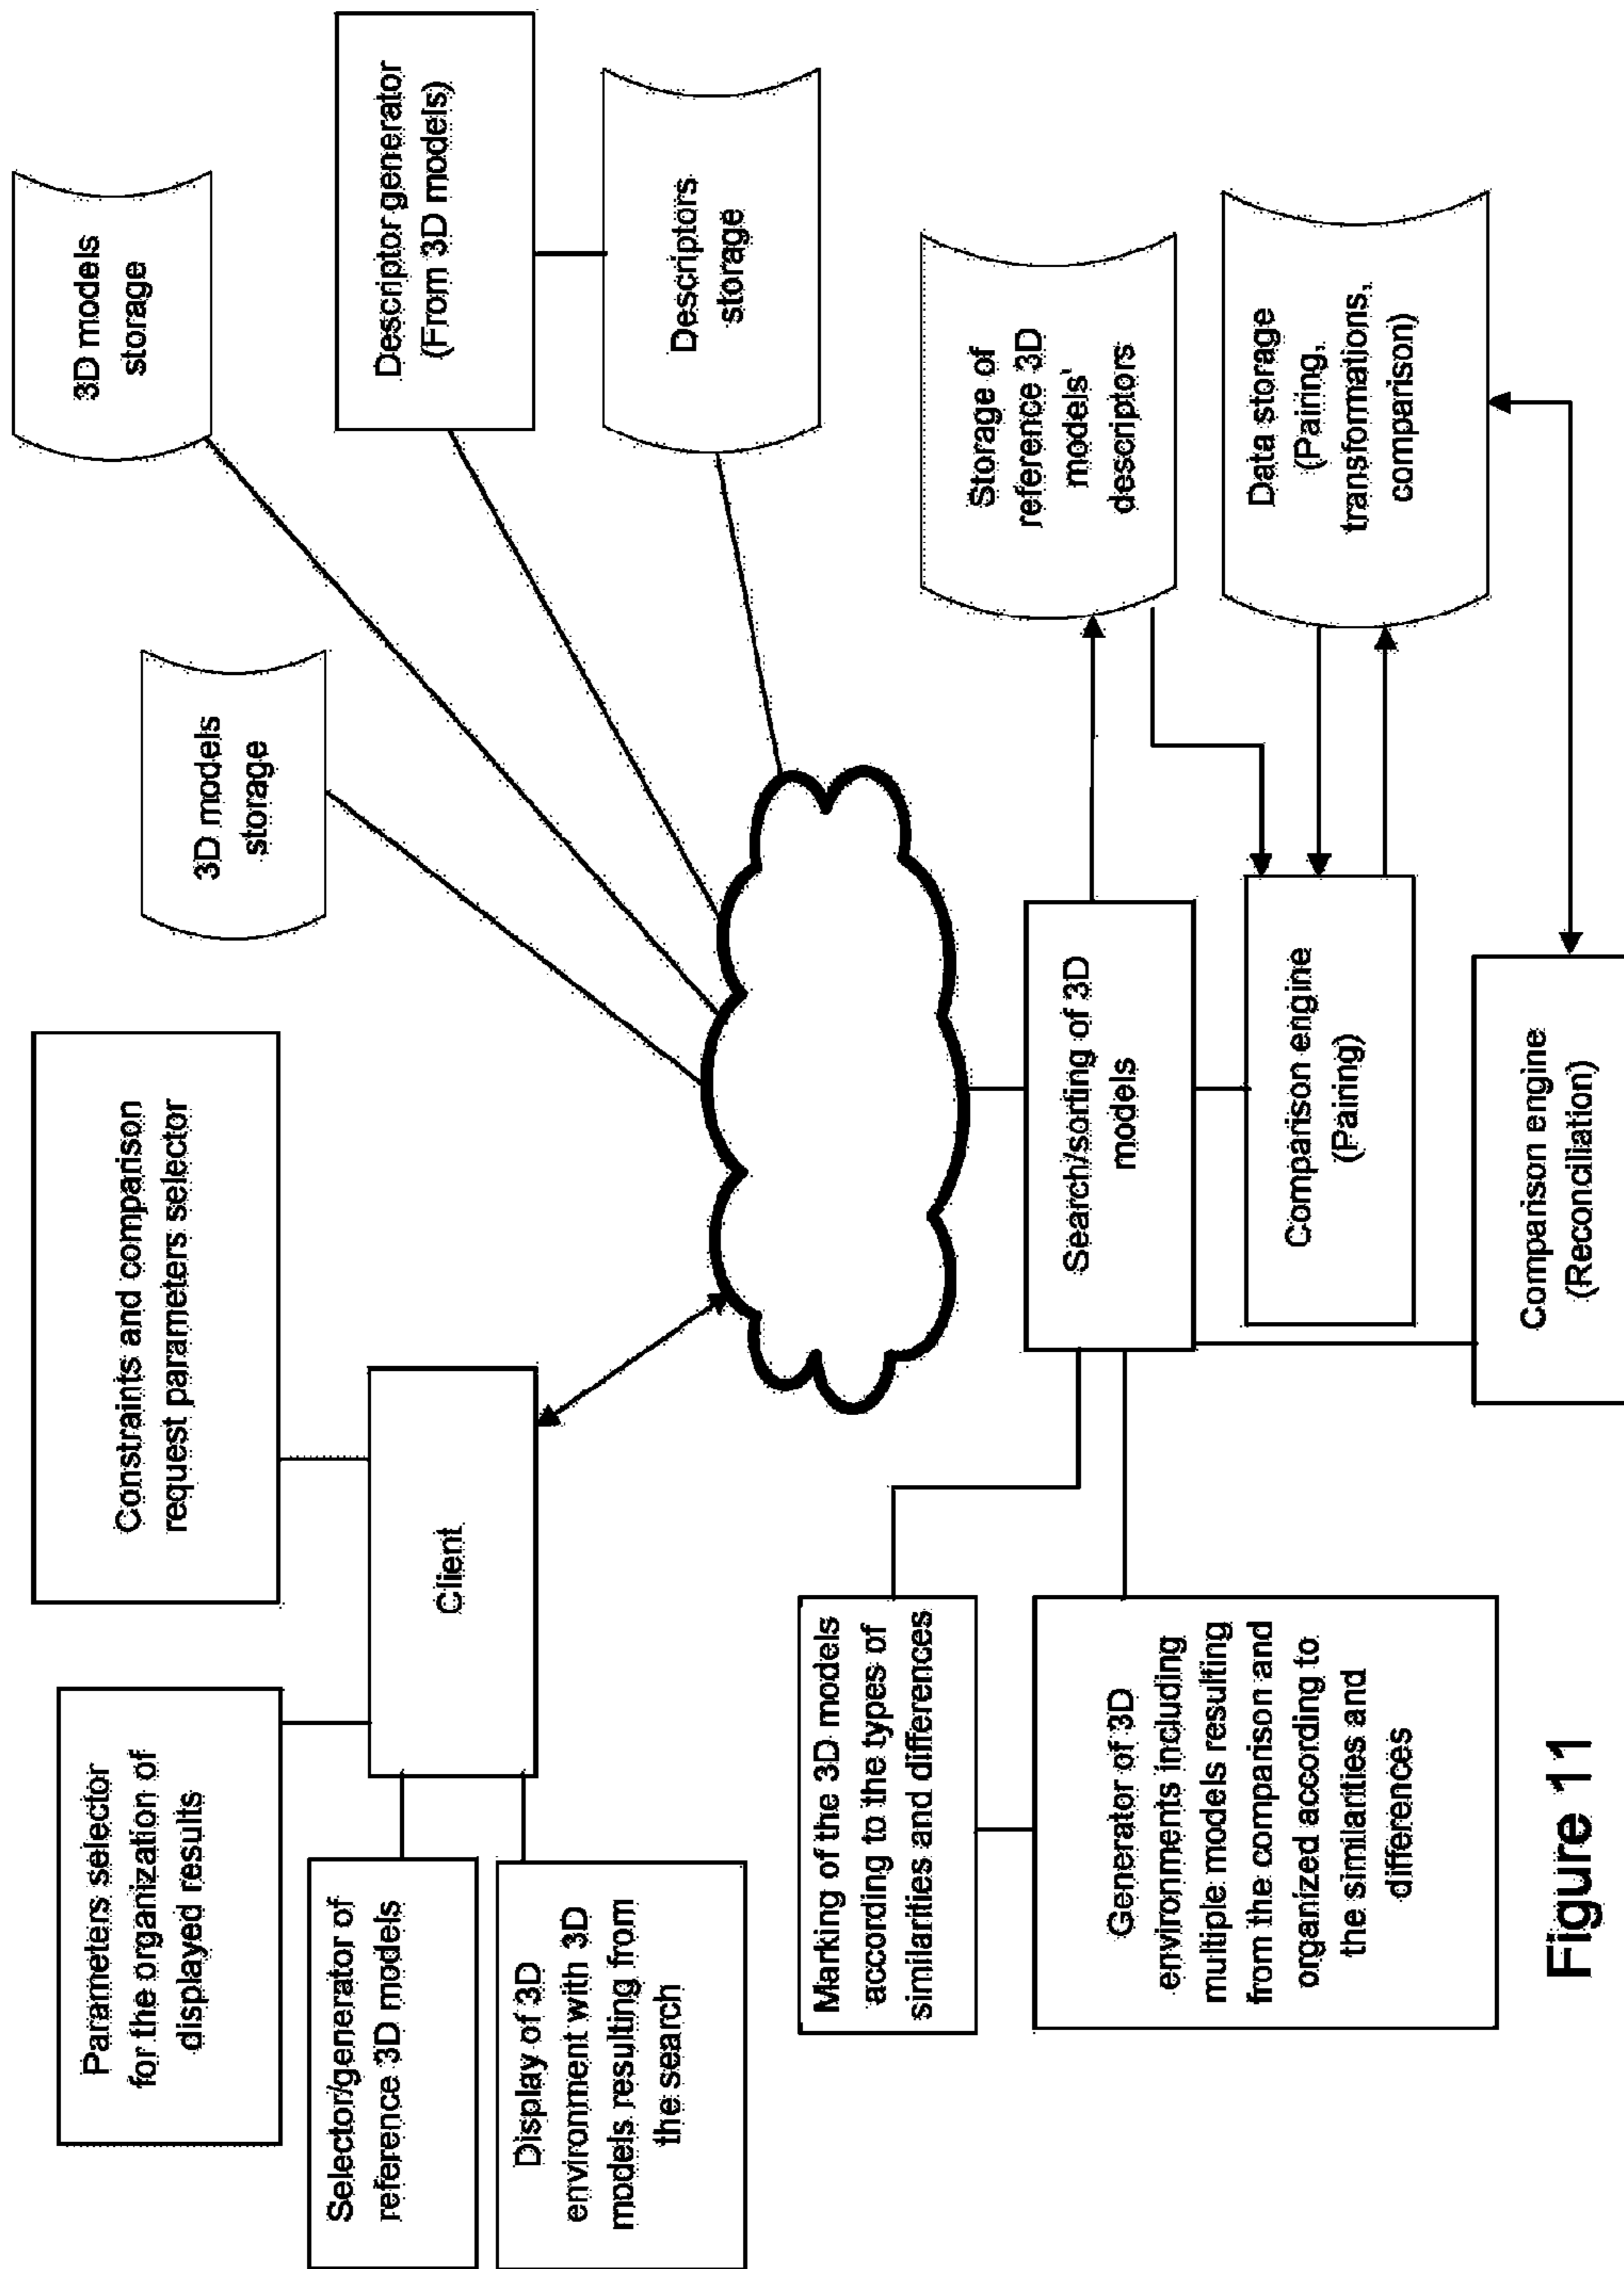 Parameters selector
for the organization of
displayed results
Constraints and comparison
request parameters selector
3D models
storage
3D models
storage
Selector/generator of
reference 3D models
Client
Descriptor generator
(From 3D models)
Display of 3D
environment with 3D
models resulting from
the search
Descriptors
storage
Marking of the 3D models
according to the types of
similarities and differences
Search/sorting of 3D
models
Storage of
reference 3D
models'
descriptors
Generator of 3D
environments including
multiple models resulting
from the comparison and
organized according to
the similarities and
differences
Comparison engine
(Pairing)
Data storage
(Pairing,
transformations,
comparison)
Comparison engine
(Reconciliation)
Figure 11